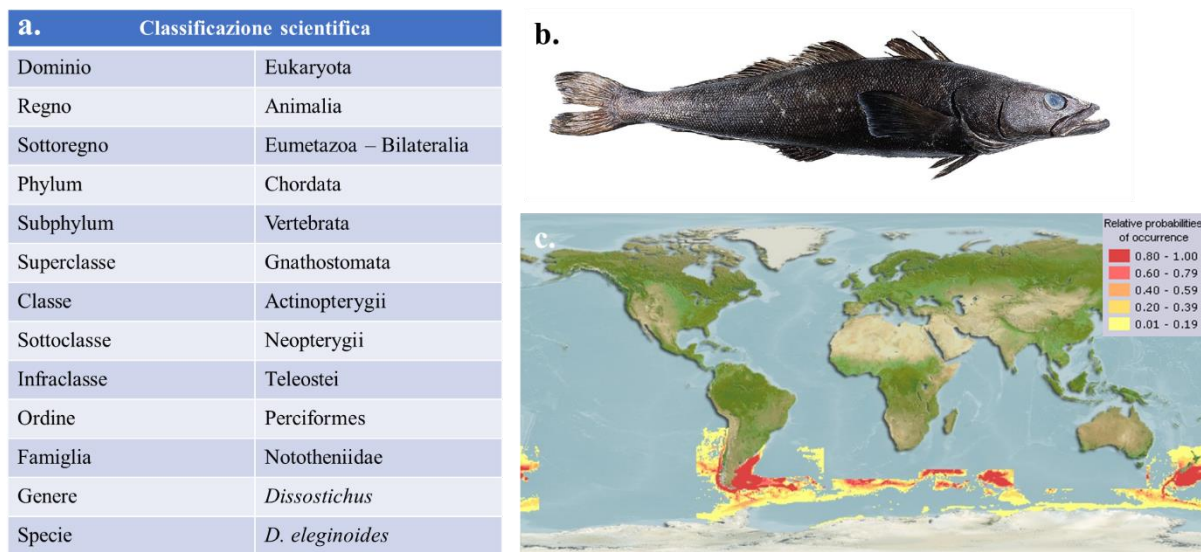 a. Classificazione scientifica
Dominio Eukaryota
Regno Animalia
Sottoregno Eumetazoa – Bilateralia
Phylum Chordata
Subphylum Vertebrata
Superclasse Gnathostomata
Classe Actinopterygii
Sottoclasse Neopterygii
Infraclasse Teleostei
Ordine Perciformes
Famiglia Nototheniidae
Genere Dissostichus
Specie D. eleginoides
b.
c.
Relative probabilities
of occurrence
0.80 - 1.00
0.60 - 0.79
0.40 - 0.59
0.20 - 0.39
0.01 - 0.19